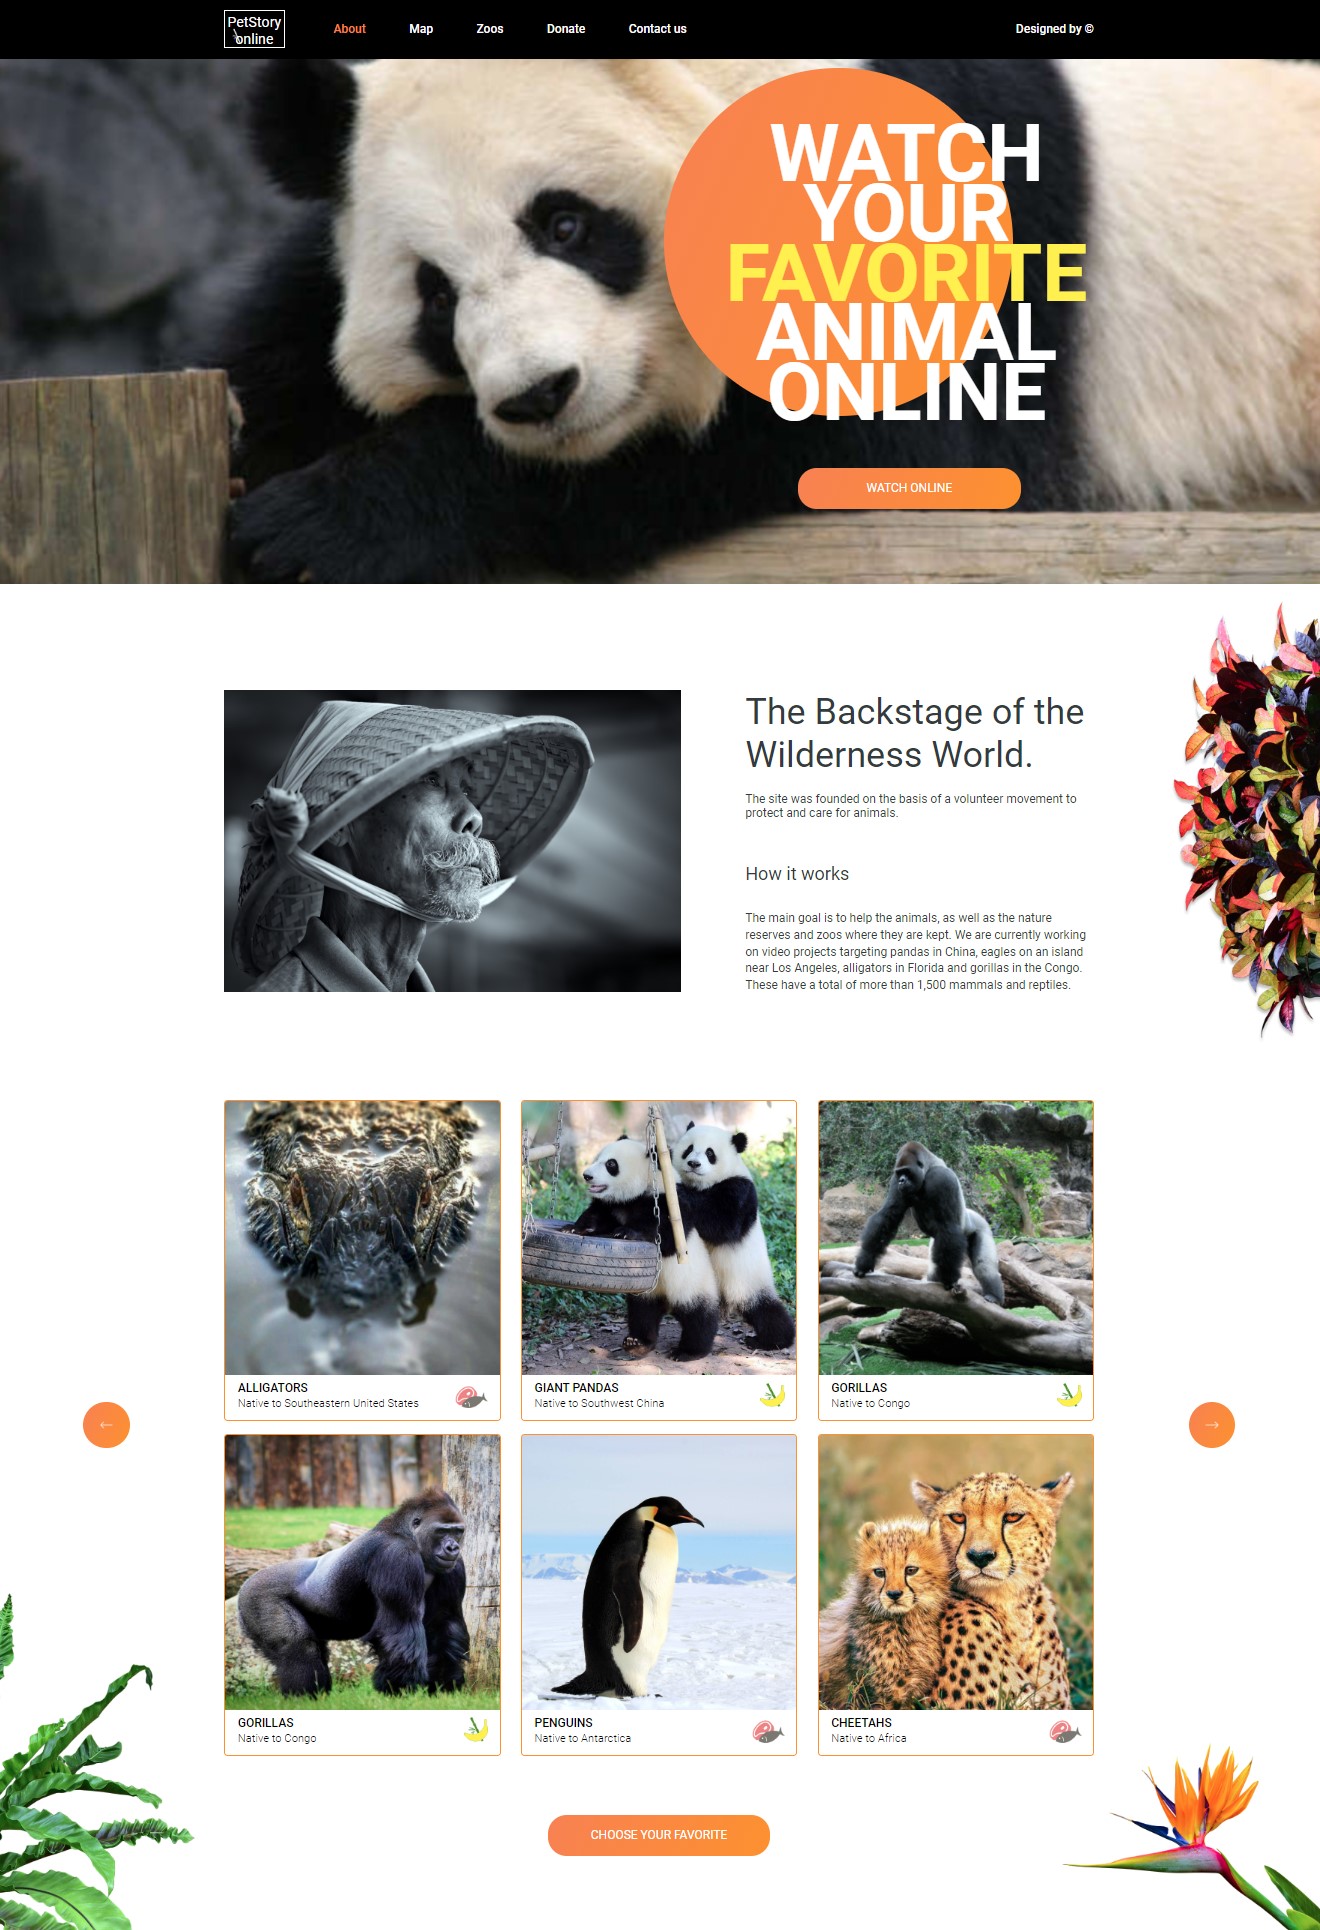 PetStory
online
About
Map
Zoos
Donate
Contact us
Designed by ©
WATCH
YOUR
FAVORITE
ANIMAL
ONLINE
WATCH ONLINE
The Backstage of the
Wilderness World.
The site was founded on the basis of a volunteer movement to
protect and care for animals.
How it works
The main goal is to help the animals, as well as the nature
reserves and zoos where they are kept. We are currently working
on video projects targeting pandas in China, eagles on an island
near Los Angeles, alligators in Florida and gorillas in the Congo.
These have a total of more than 1,500 mammals and reptiles.
ALLIGATORS
Native to Southeastern United States
GIANT PANDAS
Native to Southwest China
GORILLAS
Native to Congo
GORILLAS
Native to Congo
PENGUINS
Native to Antarctica
CHEETAHS
Native to Africa
CHOOSE YOUR FAVORITE